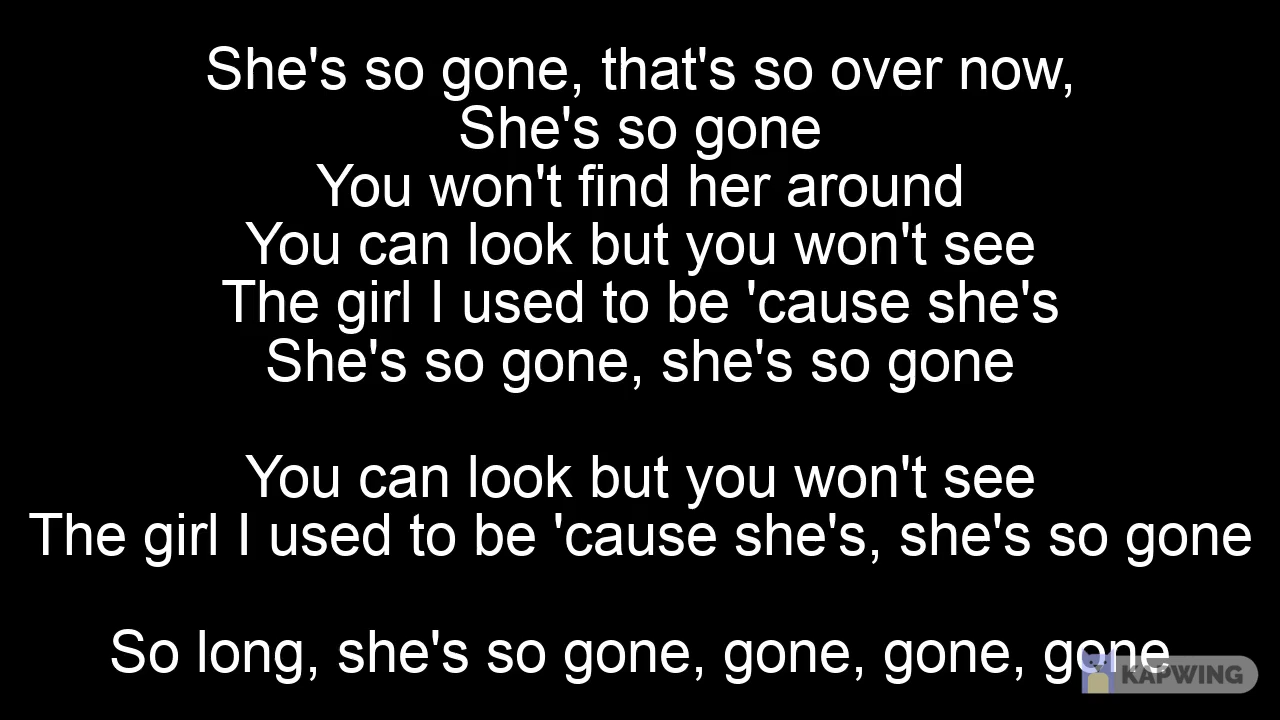 She's so gone, that's so over now,
She's so gone
You won't find her around
You can look but you won't see
The girl I used to be 'cause she's
She's so gone, she's so gone
You can look but you won't see
The girl I used to be 'cause she's, she's so gone
So long, she's so gone, gone, gone, gone
KAPWING